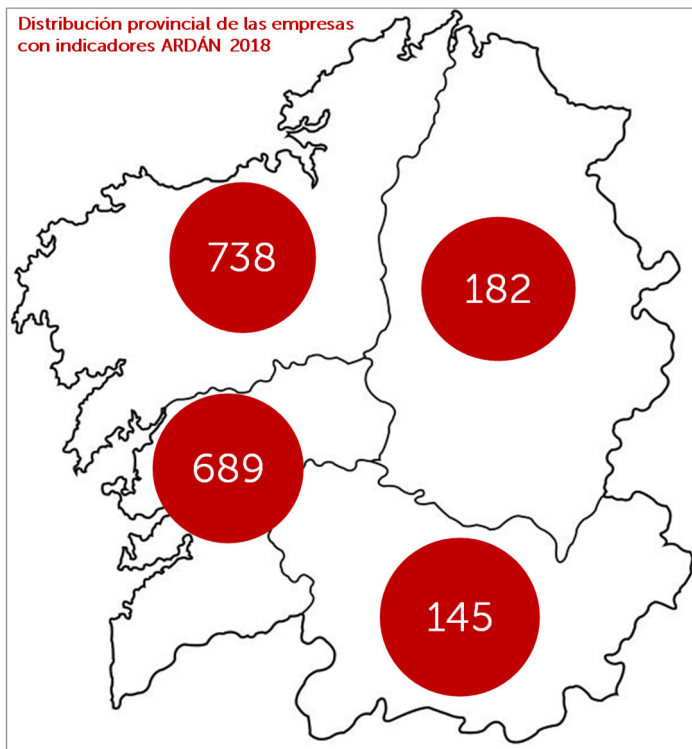 Distribución provincial de las empresas
con indicadores ARDÁN 2018
738
182
689
145